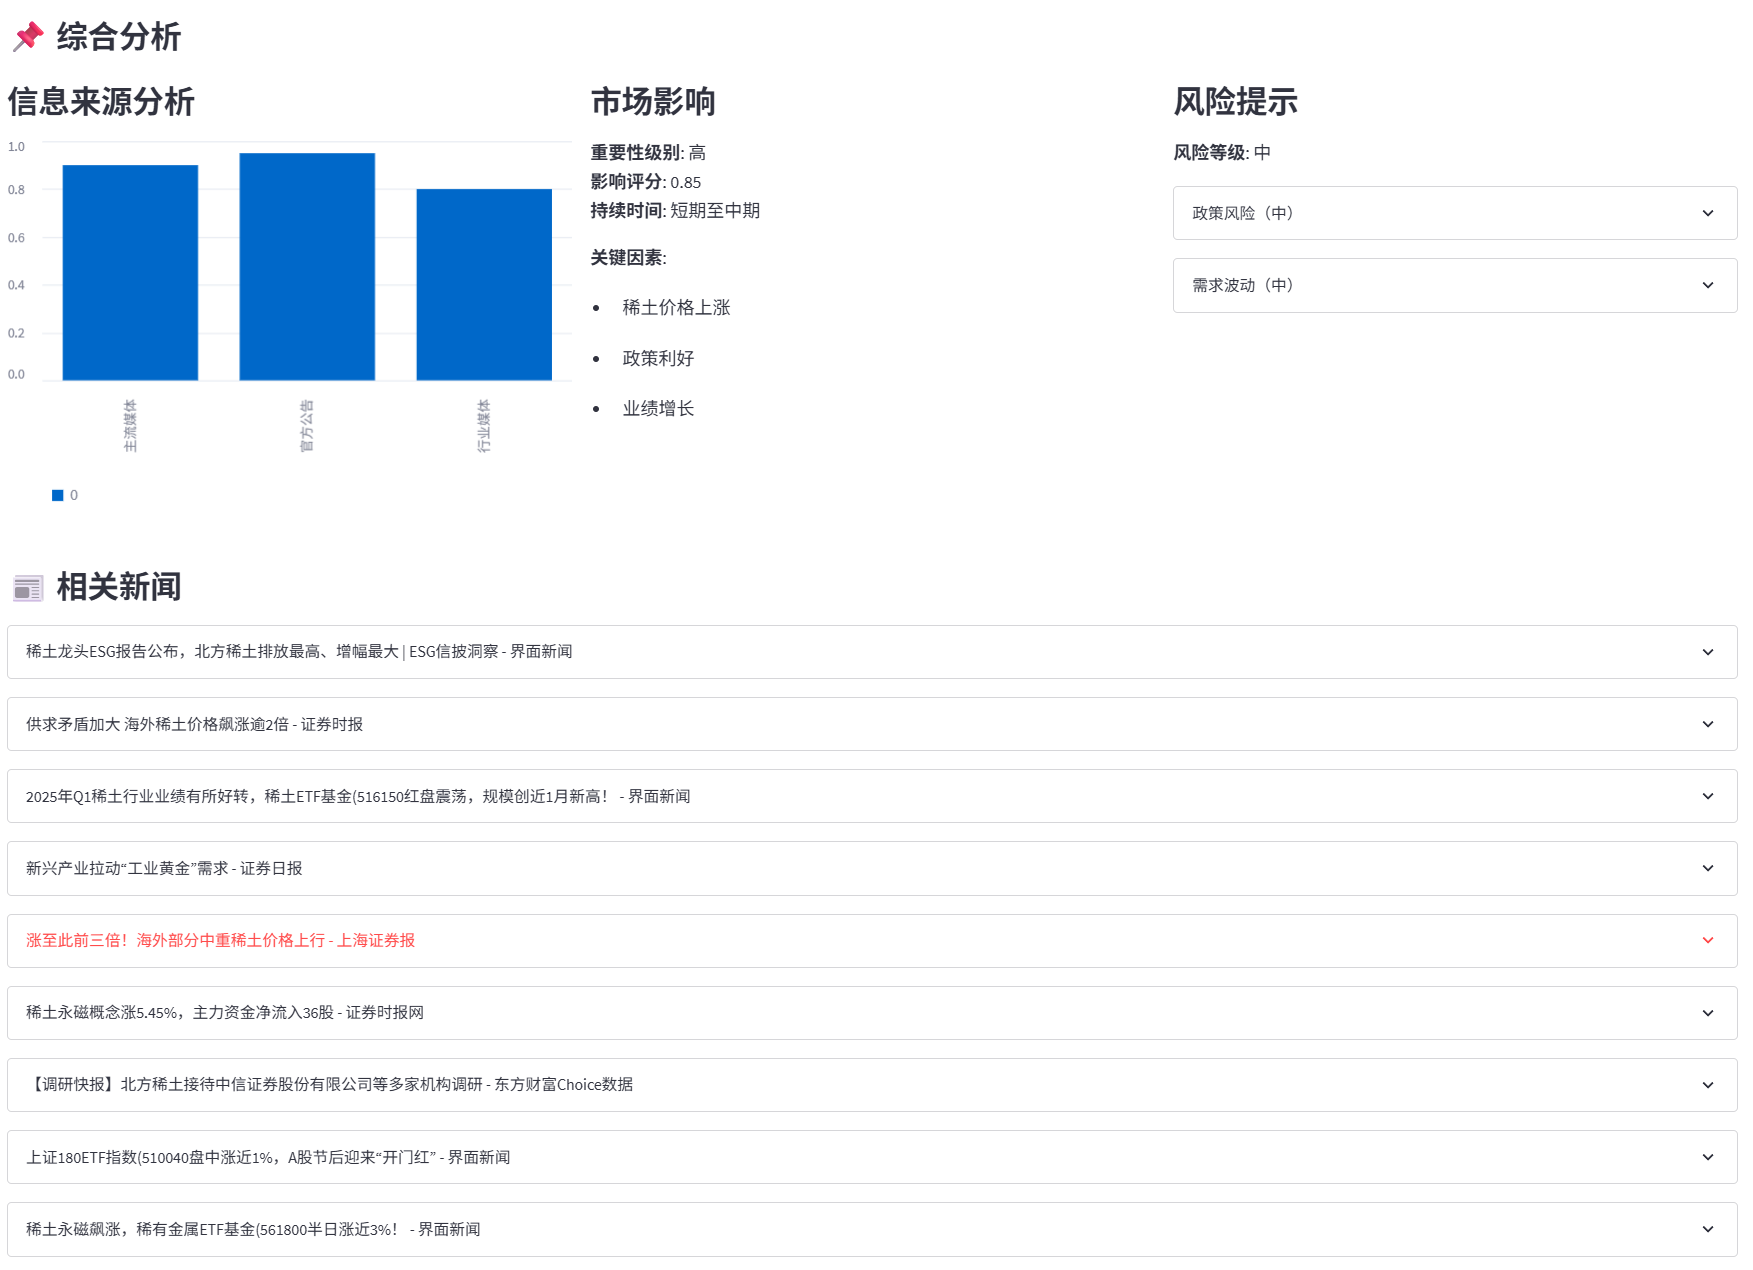 综合分析
信息来源分析
1.0
0.8
0.6
0.4
0.2
0.0
主流媒体
官方公告
行业媒体
0
市场影响
重要性级别: 高
影响评分: 0.85
持续时间: 短期至中期
关键因素:
• 稀土价格上涨
• 政策利好
• 业绩增长
风险提示
风险等级: 中
政策风险（中）
需求波动（中）
相关新闻
稀土龙头ESG报告公布，北方稀土排放最高、增幅最大 | ESG信披洞察 - 界面新闻
供求矛盾加大 海外稀土价格飙涨逾2倍 - 证券时报
2025年Q1稀土行业业绩有所好转，稀土ETF基金(516150红盘震荡，规模创近1月新高！ - 界面新闻
新兴产业拉动“工业黄金”需求 - 证券日报
涨至此前三倍！海外部分中重稀土价格上行 - 上海证券报
稀土永磁概念涨5.45%，主力资金净流入36股 - 证券时报网
【调研快报】北方稀土接待中信证券股份有限公司等多家机构调研 - 东方财富Choice数据
上证180ETF指数(510040盘中涨近1%，A股节后迎来“开门红” - 界面新闻
稀土永磁飙涨，稀有金属ETF基金(561800半日涨近3%！ - 界面新闻